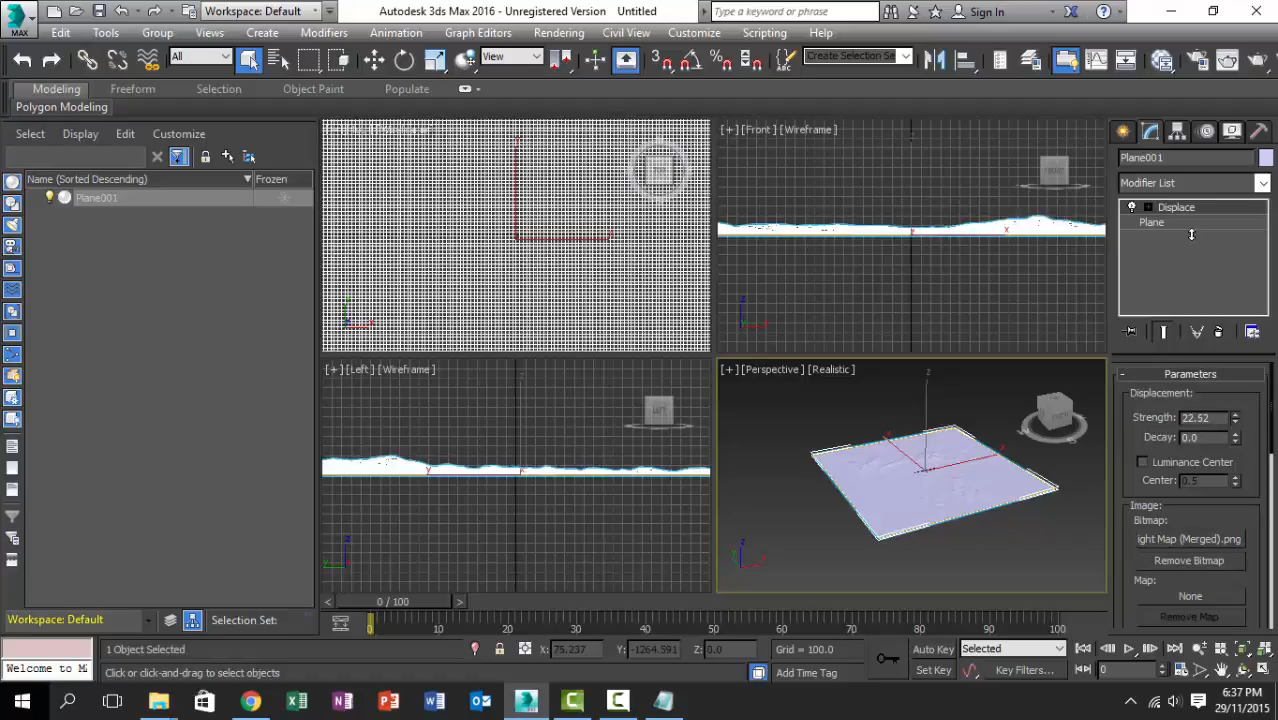 Workspace: Default
Autodesk 3ds Max 2016 - Unregistered Version    Untitled
Type a keyword or phrase
Sign In
MAX
Edit
Tools
Group
Views
Create
Modifiers
Animation
Graph Editors
Rendering
Civil View
Customize
Scripting
Help
All
View
Create Selection Se
Modeling
Freeform
Selection
Object Paint
Populate
Polygon Modeling
Select
Display
Edit
Customize
Name (Sorted Descending)
Frozen
Plane001
[+] [Front] [Wireframe]
TOP
FRONT
[+] [Left] [Wireframe]
LEFT
[+] [Perspective] [Realistic]
Plane001
Modifier List
Displace
Plane
Parameters
Displacement:
Strength: 22.52
Decay: 0.0
Luminance Center
Center: 0.5
Image:
Bitmap:
ight Map (Merged).png
Remove Bitmap
Map:
None
Remove Map
0 / 100
Workspace: Default
Selection Set:
0 10 20 30 40 50 60 70 80 90 100
1 Object Selected
X: 75.237
Y: -1264.591
Z: 0.0
Grid = 100.0
Auto Key
Selected
Welcome to M
Click or click-and-drag to select objects
Add Time Tag
Set Key
Key Filters...
0
6:37 PM
29/11/2015